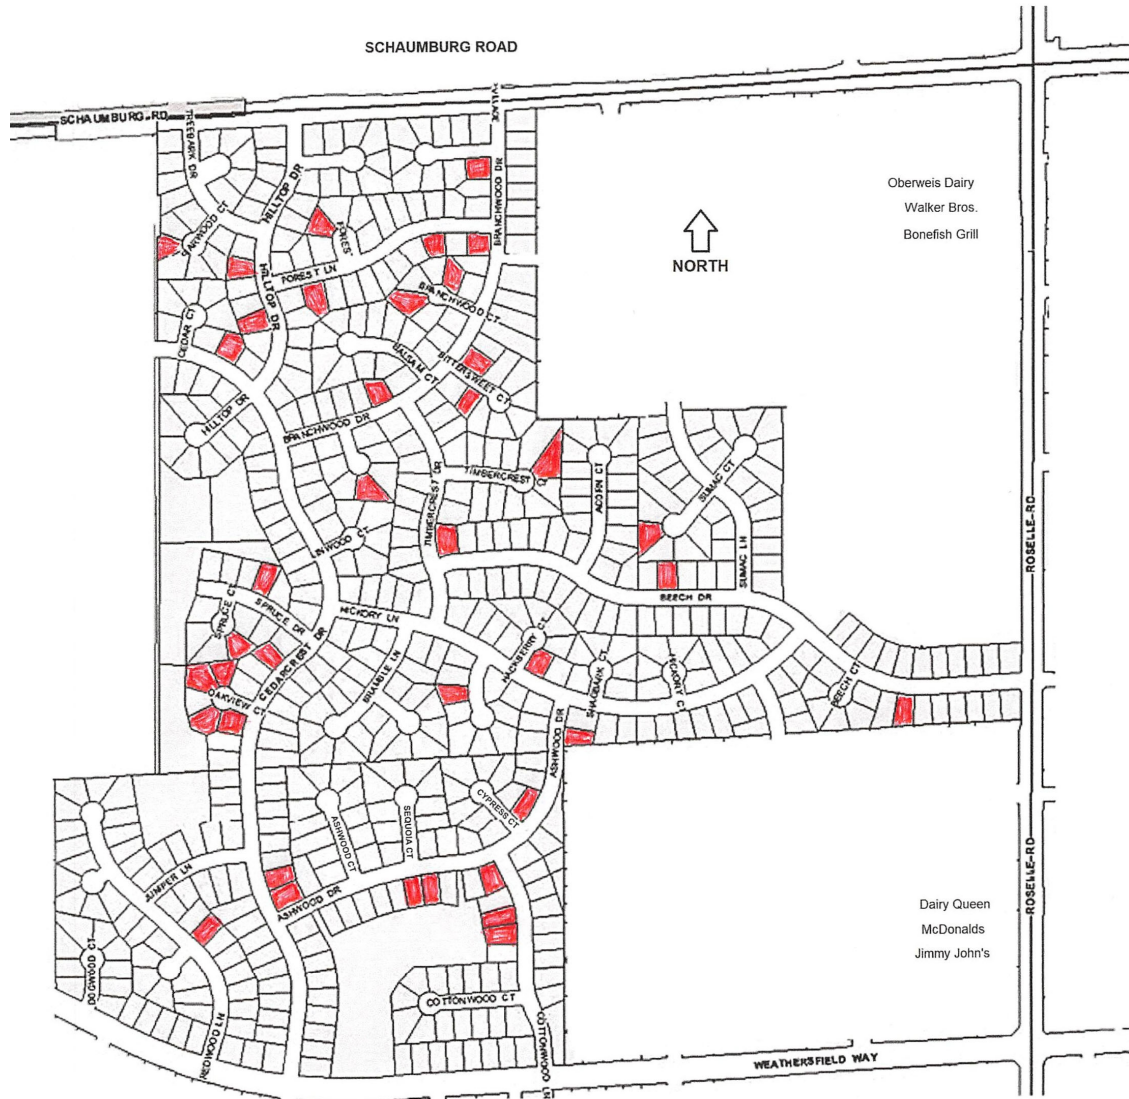 SCHAUMBURG ROAD
SCHAUMBURG RD
TREEBARK DR
VILLAGE
HILLTOP DR
BRANCHWOOD DR
Oberweis Dairy
Walker Bros.
Bonefish Grill
NORTH
FOREST
FOREST LN
HILLTOP DR
BRANCHWOOD CT
CEDAR CT
BALSAM CT
BITTERSWEET CT
HILLTOP DR
BRANCHWOOD DR
TIMBERCREST
TIMBERCREST DR
ACORN CT
SUMAC CT
SUMAC LN
ROSELLE RD
BEECH DR
SPRUCE CT
SPRUCE DR
HICKORY LN
CEDARCREST DR
BRAMBLE LN
HACKBERRY CT
SHAGBARK CT
HICKORY C
BEECH CT
OAKVIEW CT
ASHWOOD DR
CYPRESS CT
ASHWOOD CT
SEQUOIA CT
JUNIPER LN
ASHWOOD DR
ROSELLE RD
Dairy Queen
McDonalds
Jimmy John's
DOGWOOD CT
COTTONWOOD CT
REDWOOD LN
COTTONWOOD LN
WEATHERSFIELD WAY